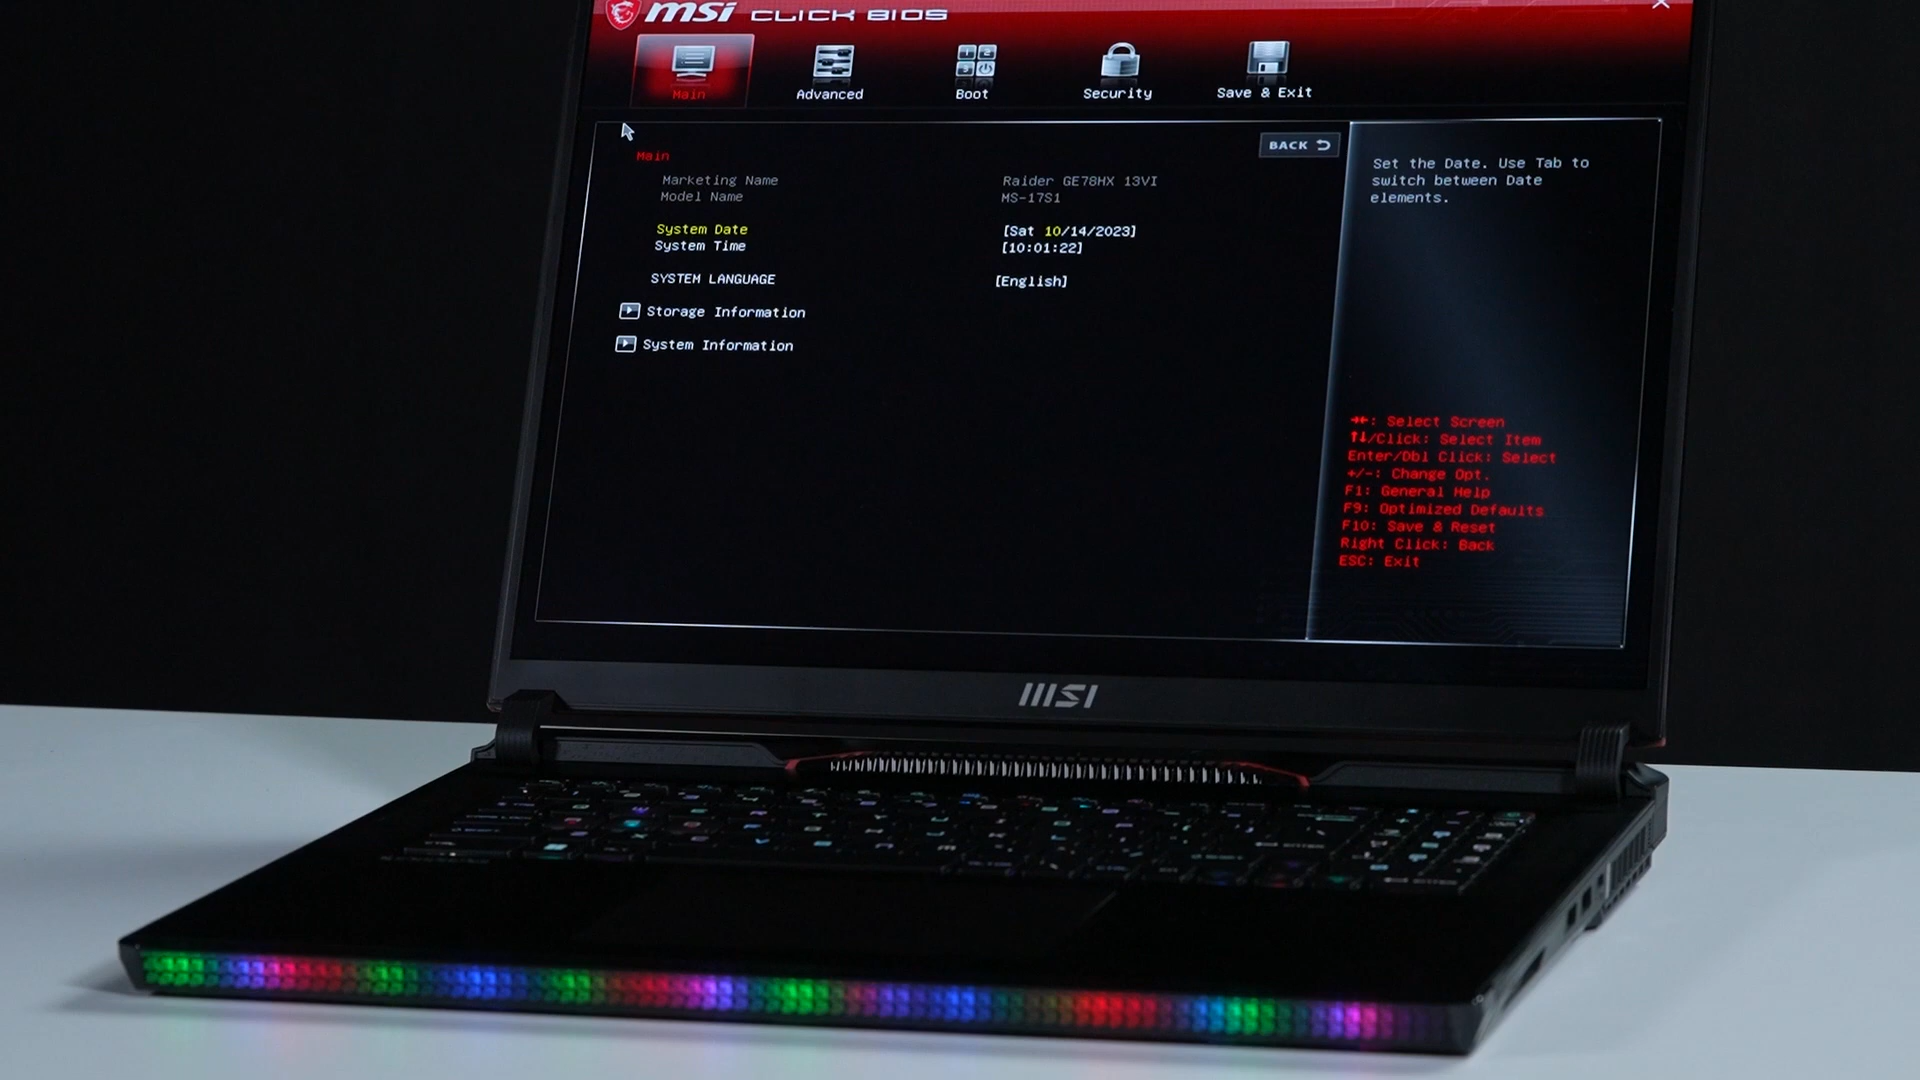 msi CLICK BIOS
Main
Advanced
Boot
Security
Save & Exit
BACK
Main
Marketing Name Raider GE78HX 13VI
Model Name MS-17S1
System Date [Sat 10/14/2023]
System Time [10:01:22]
SYSTEM LANGUAGE [English]
Storage Information
System Information
Set the Date. Use Tab to
switch between Date
elements.
→←: Select Screen
↑↓/Click: Select Item
Enter/Dbl Click: Select
+/-: Change Opt.
F1: General Help
F9: Optimized Defaults
F10: Save & Reset
Right Click: Back
ESC: Exit
msi